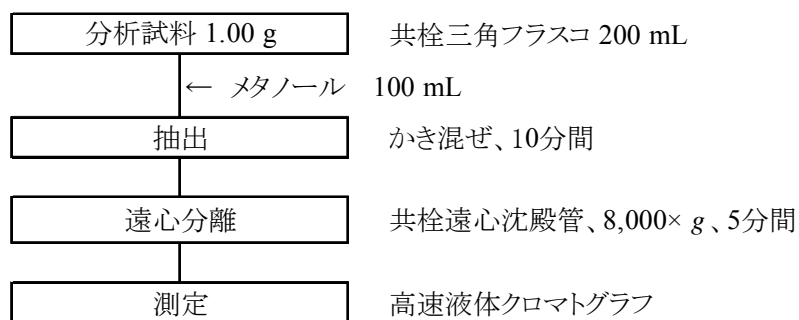 分析試料 1.00 g 共栓三角フラスコ 200 mL
← メタノール 100 mL
抽出 かき混ぜ、10分間
遠心分離 共栓遠心沈殿管、8,000× g 、5分間
測定 高速液体クロマトグラフ